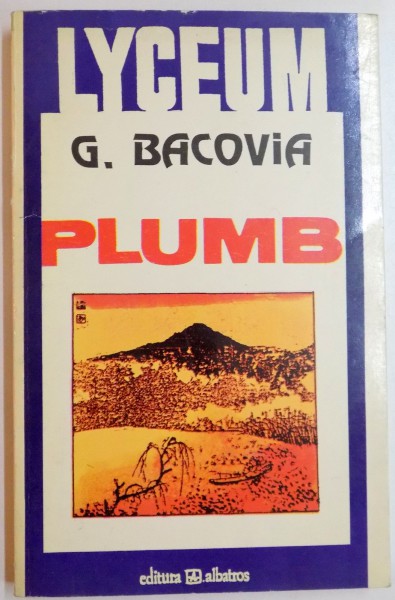 LYCEUM
G. BACOVIA
PLUMB
editura albatros